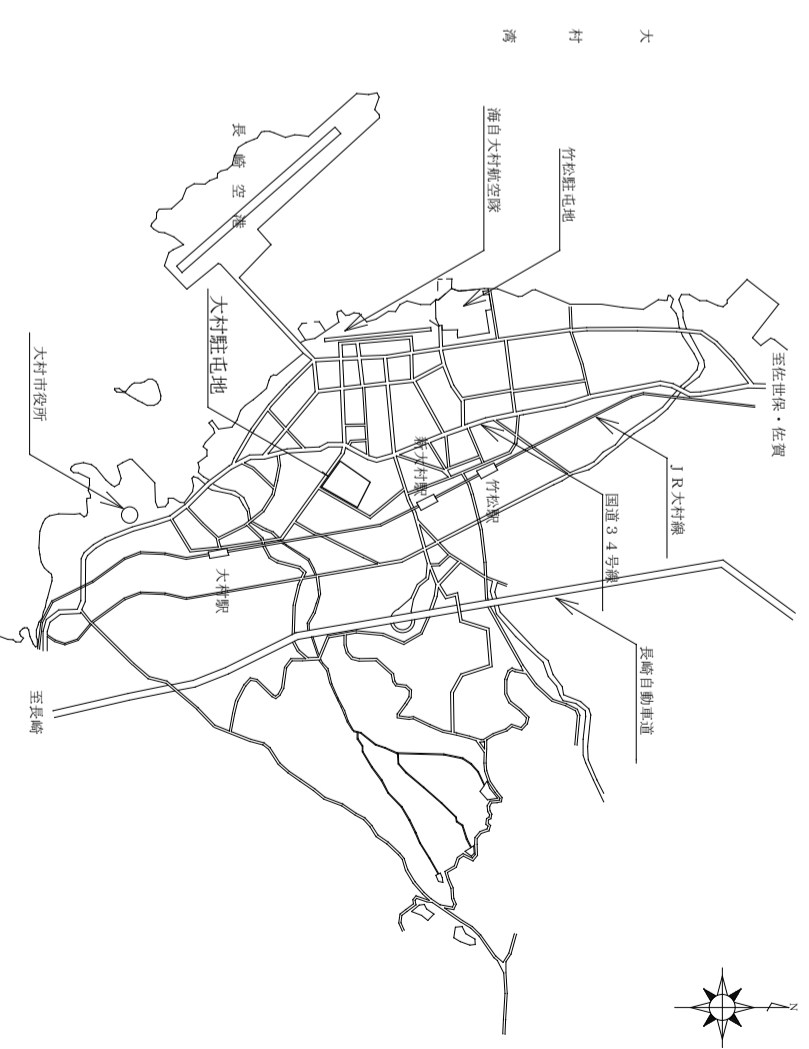 大村湾
長崎空港
海自大村航空隊
竹松駐屯地
大村駐屯地
大村市役所
至佐世保・佐賀
新大村駅
竹松駅
JR大村線
国道34号線
大村駅
長崎自動車道
至長崎
N